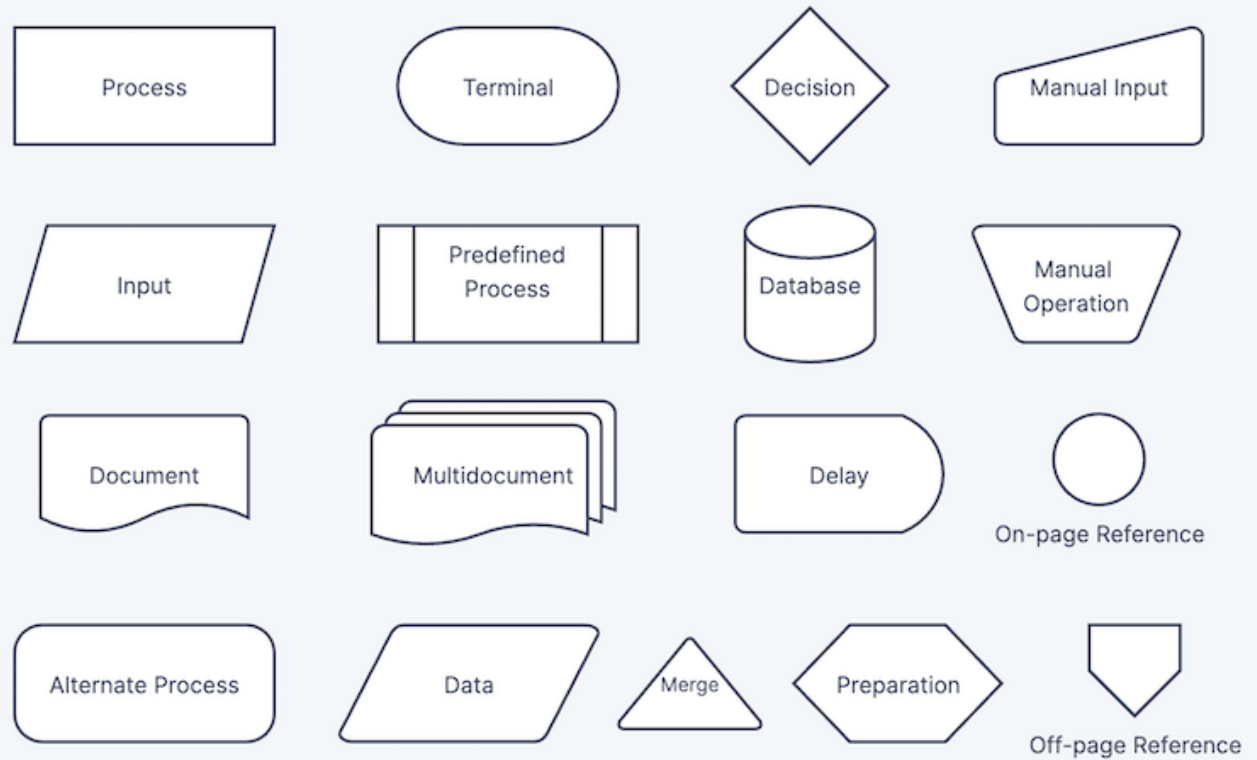 Process
Terminal
Decision
Manual Input
Input
Predefined
Process
Database
Manual
Operation
Document
Multidocument
Delay
On-page Reference
Alternate Process
Data
Merge
Preparation
Off-page Reference